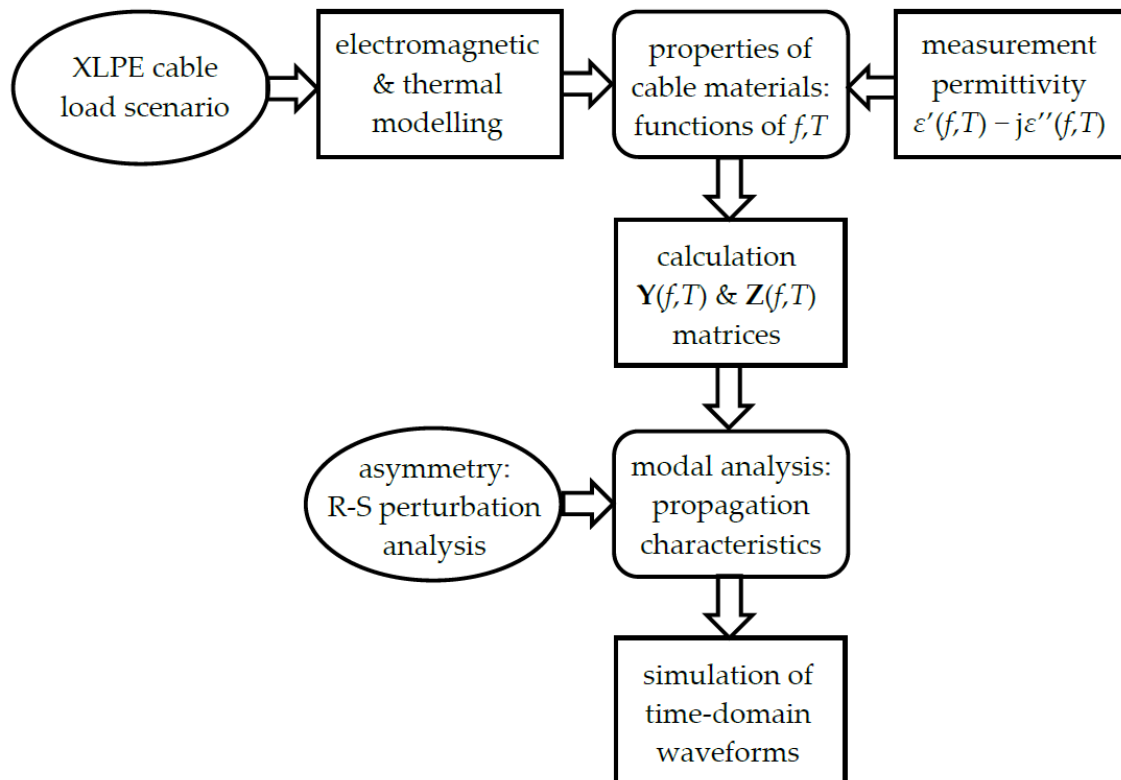 XLPE cable
load scenario
electromagnetic
& thermal
modelling
properties of
cable materials:
functions of f,T
measurement
permittivity
ε′(f,T) − jε′′(f,T)
calculation
Y(f,T) & Z(f,T)
matrices
asymmetry:
R-S perturbation
analysis
modal analysis:
propagation
characteristics
simulation of
time-domain
waveforms